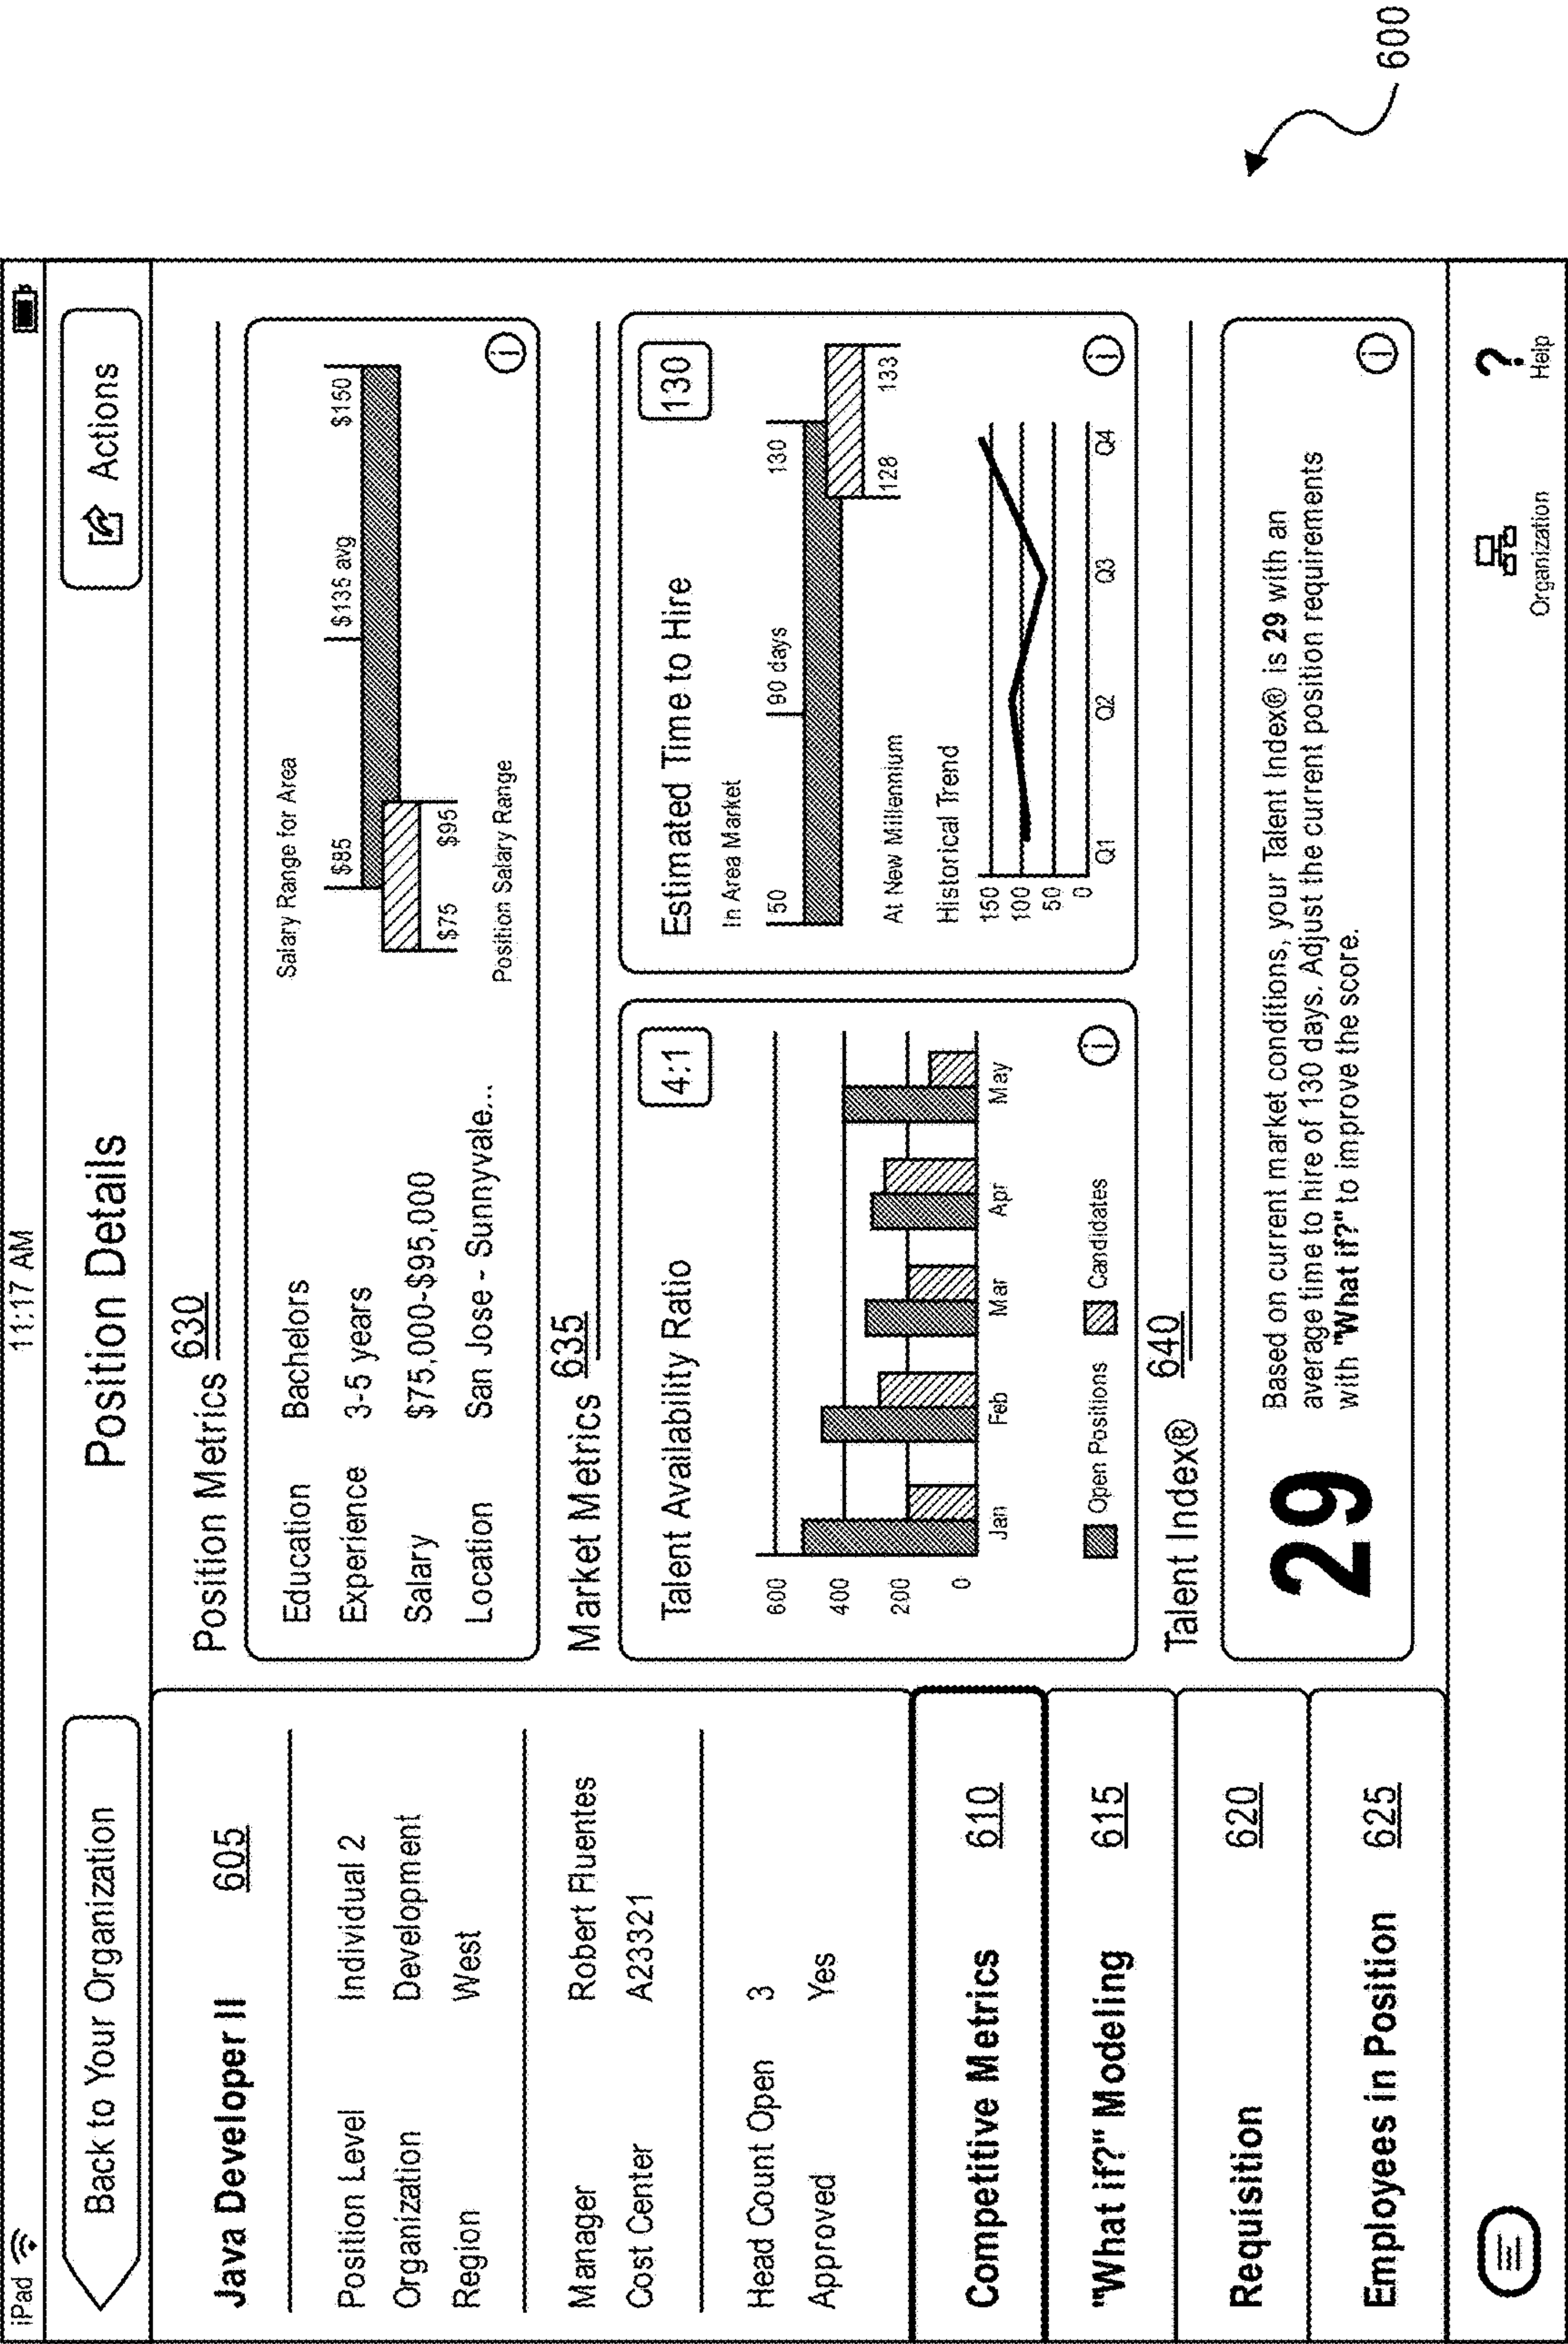 iPad
11:17 AM
Back to Your Organization
Position Details
Actions
Java Developer II 605
Position Level Individual 2
Organization Development
Region West
Manager Robert Fluentes
Cost Center A23321
Head Count Open 3
Approved Yes
Competitive Metrics 610
"What if?" Modeling 615
Requisition 620
Employees in Position 625
Position Metrics 630
Education Bachelors
Experience 3-5 years
Salary $75,000-$95,000
Location San Jose - Sunnyvale...
Salary Range for Area
$85 $135 avg $150
$75 $95
Position Salary Range
i
Market Metrics 635
Talent Availability Ratio 4:1
600
400
200
0
Jan Feb Mar Apr May
Open Positions Candidates
i
Estimated Time to Hire 130
In Area Market
50 90 days 130
128 133
At New Millennium
Historical Trend
150
100
50
0
Q1 Q2 Q3 Q4
i
Talent Index® 640
29
Based on current market conditions, your Talent Index® is 29 with an
average time to hire of 130 days. Adjust the current position requirements
with "What if?" to improve the score.
i
Organization
? Help
600